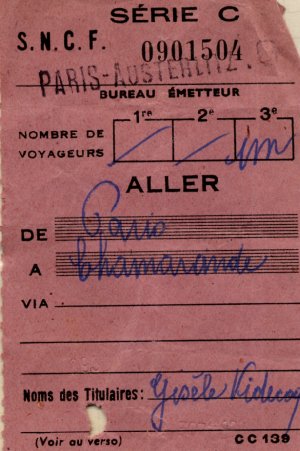 SÉRIE C
S.N.C.F. 0901504
PARIS-AUSTERLITZ.
BUREAU ÉMETTEUR
1re 2e 3e
NOMBRE DE
VOYAGEURS un
ALLER
DE Paris
A Chamarande
VIA
Noms des Titulaires: Gisèle
(Voir au verso) CC 139